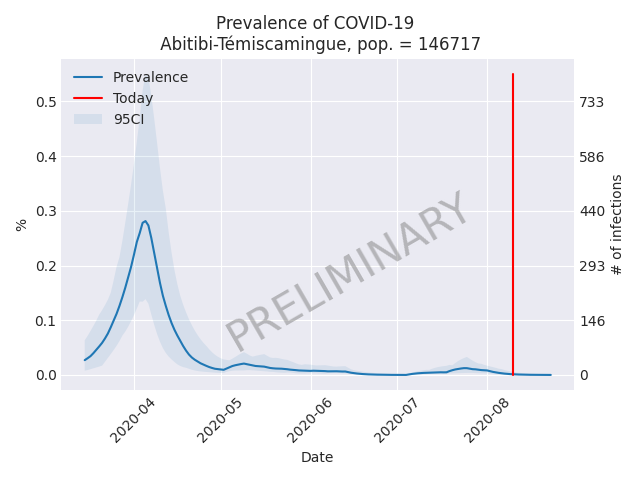 Prevalence of COVID-19
Abitibi-Témiscamingue, pop. = 146717
Prevalence
Today
95CI
0.5
0.4
0.3
0.2
0.1
0.0
%
733
586
440
293
146
0
# of infections
PRELIMINARY
2020-04
2020-05
2020-06
2020-07
2020-08
Date